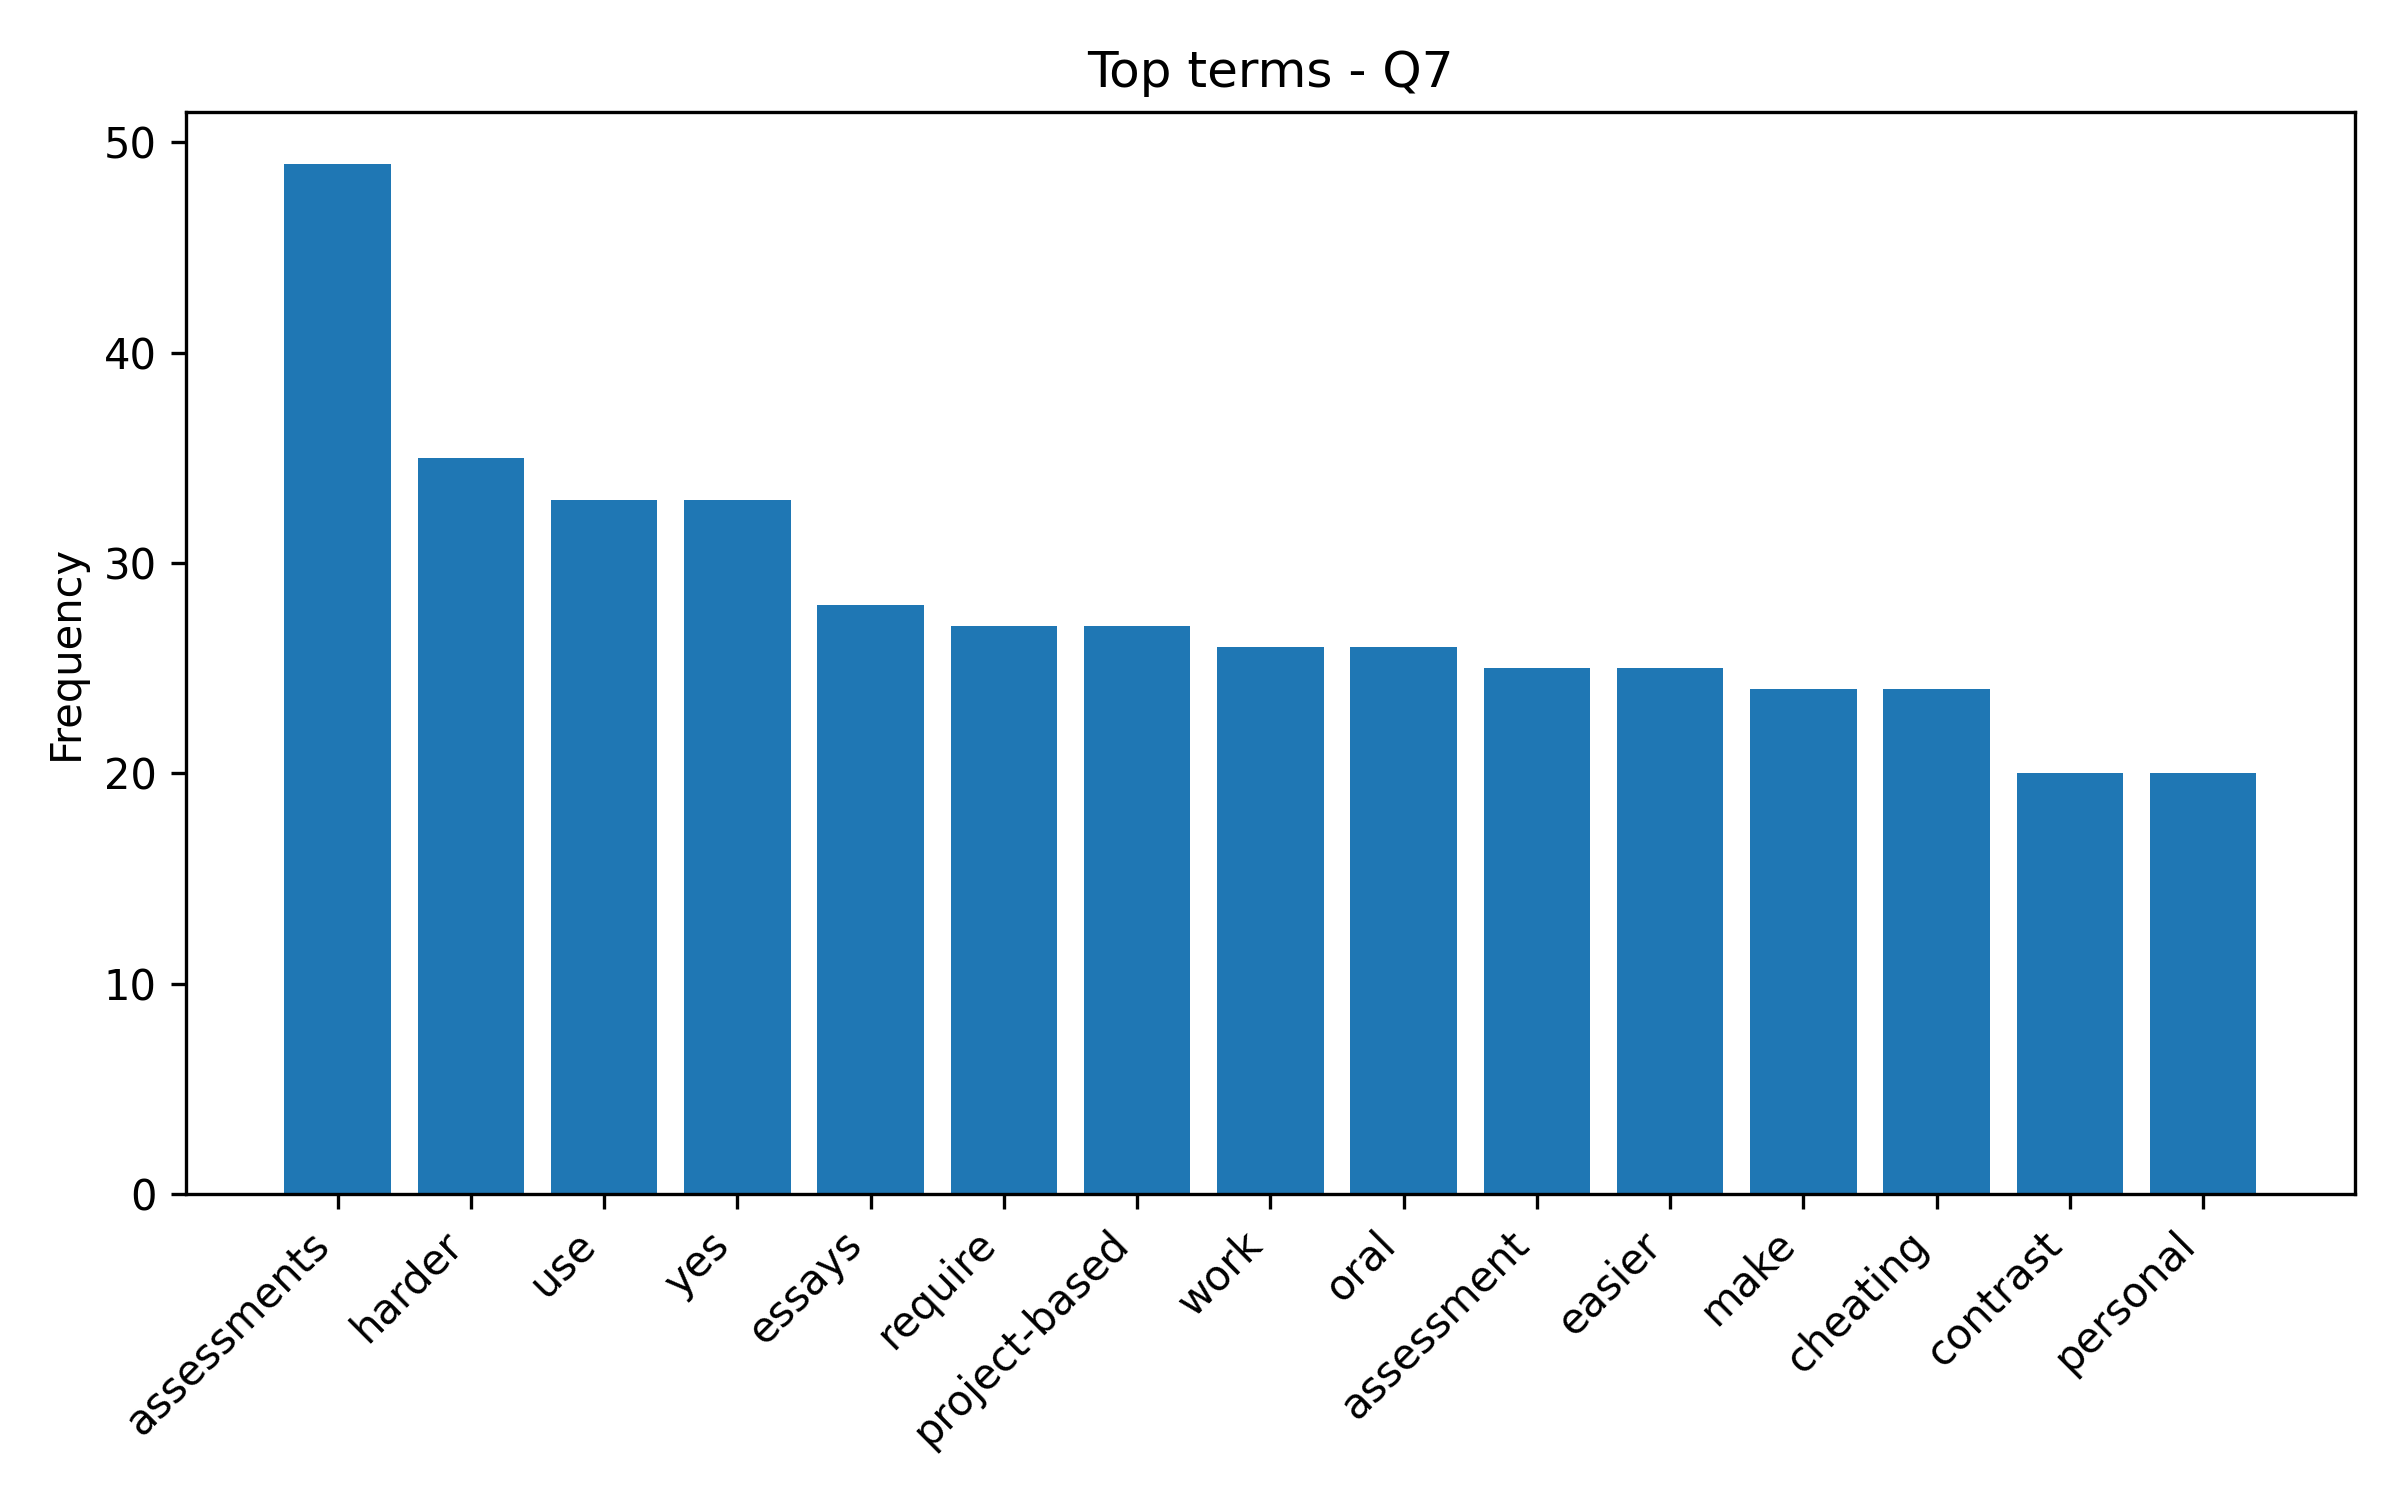 Top terms - Q7
Frequency
50
40
30
20
10
0
assessments
harder
use
yes
essays
require
project-based
work
oral
assessment
easier
make
cheating
contrast
personal